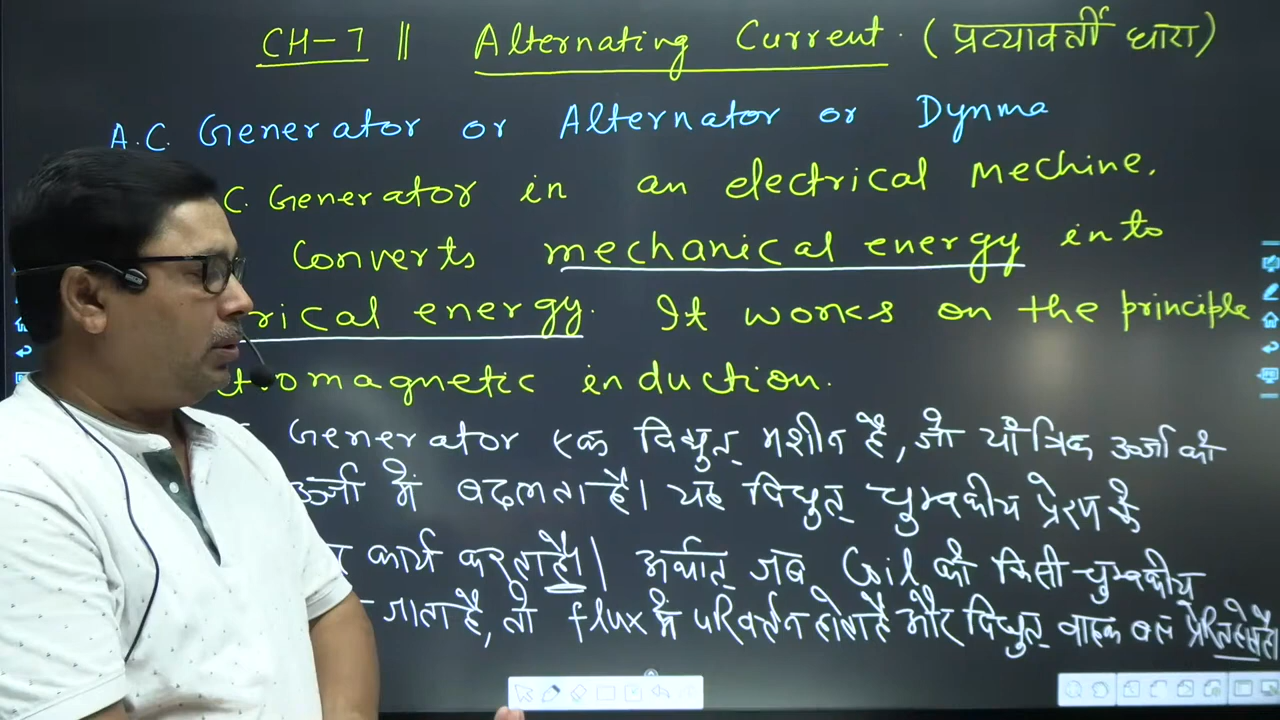 CH-7 || Alternating Current. (प्रत्यावर्ती धारा)
A.C. Generator or Alternator or Dynma
C. Generator in an electrical mechine.
Converts mechanical energy into
rical energy. It works on the principle
tromagnetic induction.
Generator एक विद्युत मशीन है, जो यांत्रिक ऊर्जा को
ऊर्जा में बदलता है। यह विद्युत चुम्बकीय प्रेरण के
कार्य करता है। अर्थात जब Coil को किसी चुम्बकीय
जाता है, तो flux में परिवर्तन होता है और विद्युत वाहक बल